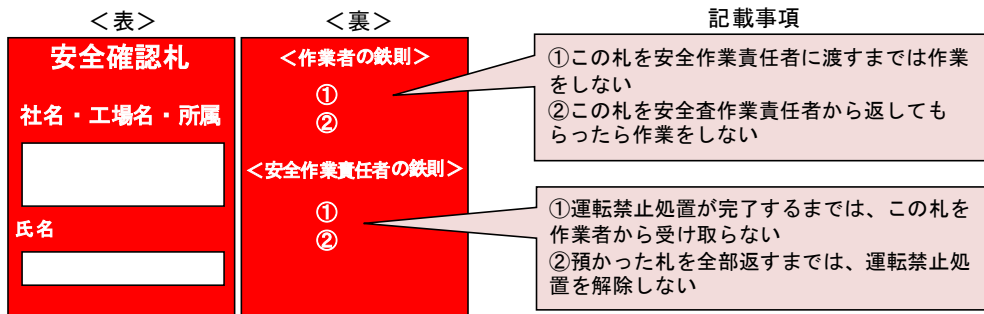 ＜表＞
安全確認札
社名・工場名・所属
氏名
＜裏＞
＜作業者の鉄則＞
①
②
＜安全作業責任者の鉄則＞
①
②
記載事項
①この札を安全作業責任者に渡すまでは作業
をしない
②この札を安全査作業責任者から返しても
らったら作業をしない
①運転禁止処置が完了するまでは、この札を
作業者から受け取らない
②預かった札を全部返すまでは、運転禁止処
置を解除しない